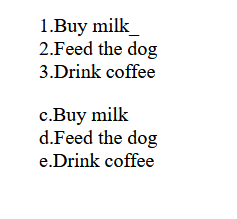 1.Buy milk_
2.Feed the dog
3.Drink coffee
c.Buy milk
d.Feed the dog
e.Drink coffee